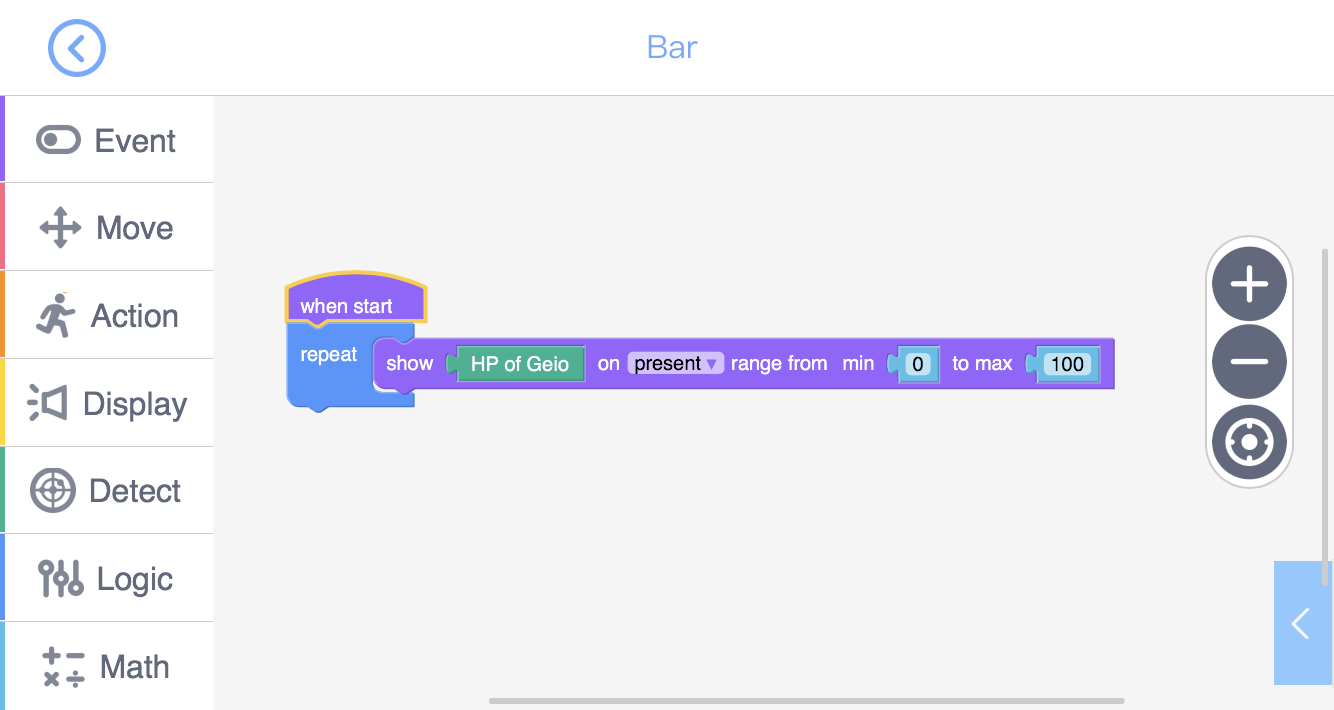 Bar
Event
Move
Action
Display
Detect
Logic
Math
when start
repeat
show HP of Geio on present range from min 0 to max 100